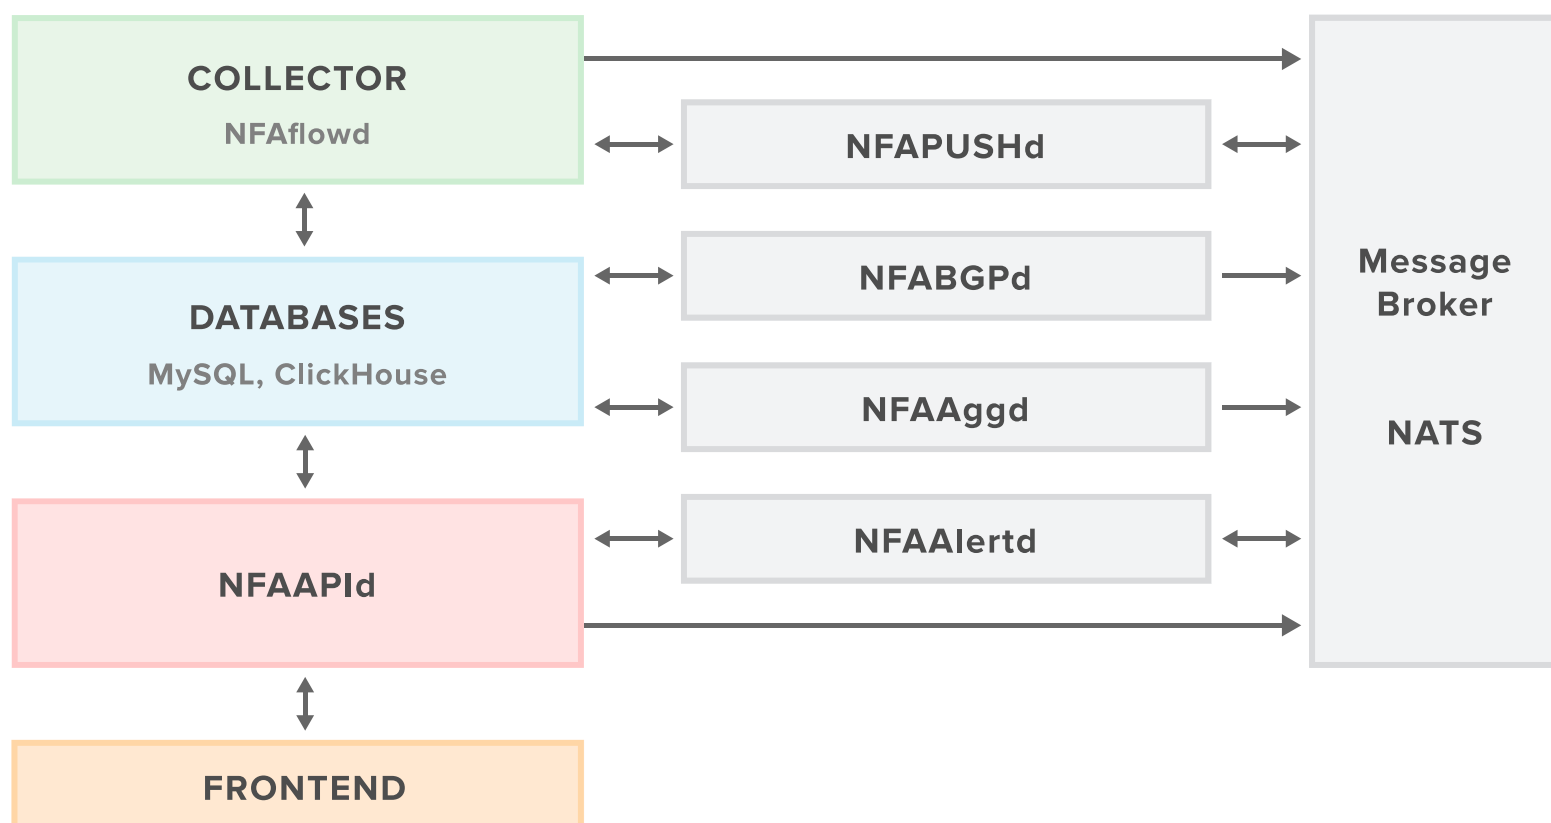 COLLECTOR
NFAflowd
NFAPUSHd
NFABGPd
DATABASES
MySQL, ClickHouse
NFAAggd
NFAAlertd
NFAAPId
FRONTEND
Message
Broker
NATS